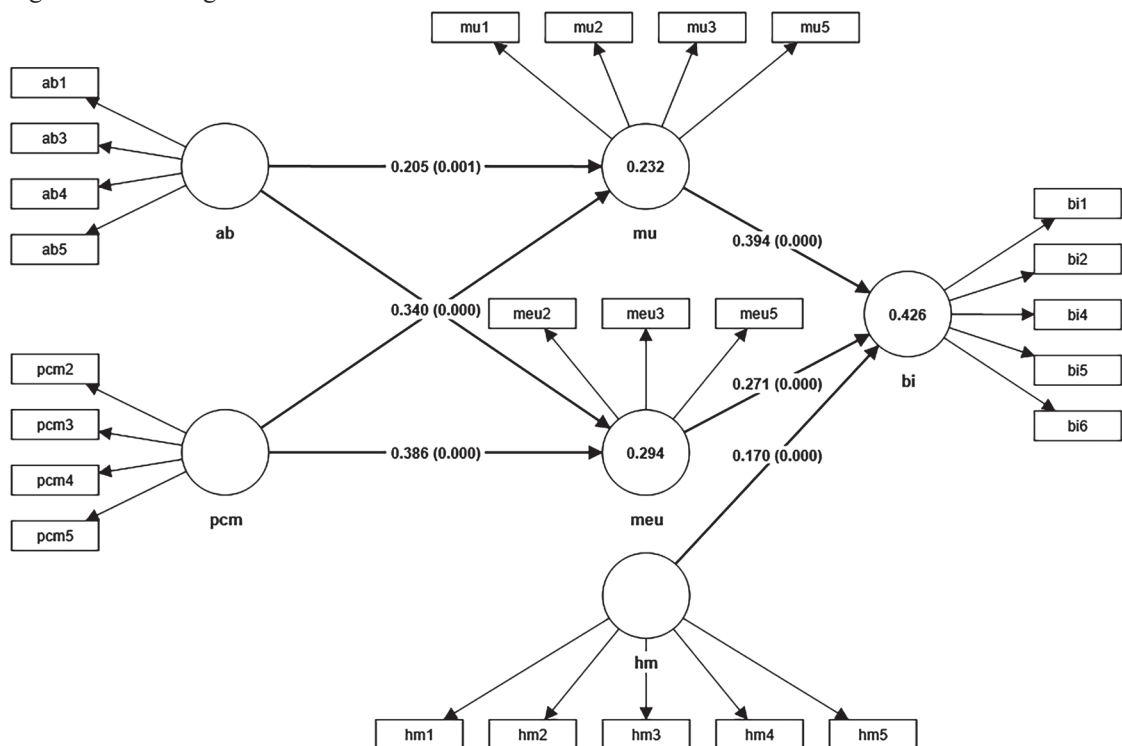 mu1
mu2
mu3
mu5
ab1
ab3
ab4
ab5
ab
0.205 (0.001)
0.232
mu
0.394 (0.000)
bi1
bi2
bi4
bi5
bi6
0.426
bi
0.340 (0.000)
meu2
meu3
meu5
0.271 (0.000)
0.170 (0.000)
pcm2
pcm3
pcm4
pcm5
pcm
0.386 (0.000)
0.294
meu
hm
hm1
hm2
hm3
hm4
hm5